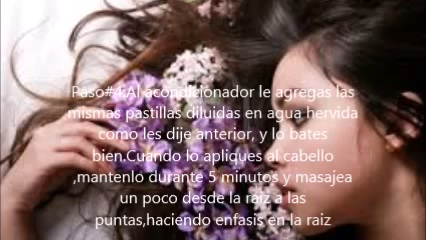 Paso#4:Al acondicionador le agregas las
mismas pastillas diluidas en agua hervida
como les dije anterior, y lo bates
bien.Cuando lo apliques al cabello
,mantenlo durante 5 minutos y masajea
un poco desde la raiz a las
puntas,haciendo enfasis en la raiz